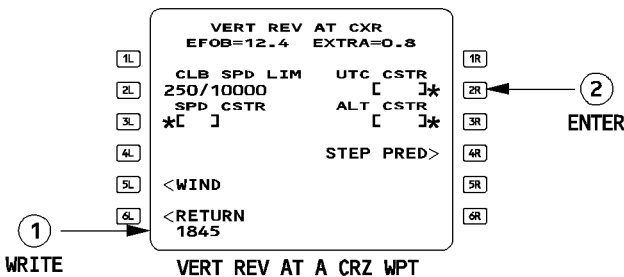 VERT REV AT CXR
EFOB=12.4 EXTRA=0.8
1L 1R
CLB SPD LIM UTC CSTR
2L 250/10000 [ ]* 2R 2
SPD CSTR ALT CSTR
3L *[ ] [ ]* 3R ENTER
4L STEP PRED> 4R
5L <WIND 5R
6L <RETURN 6R
1 1845
WRITE VERT REV AT A CRZ WPT